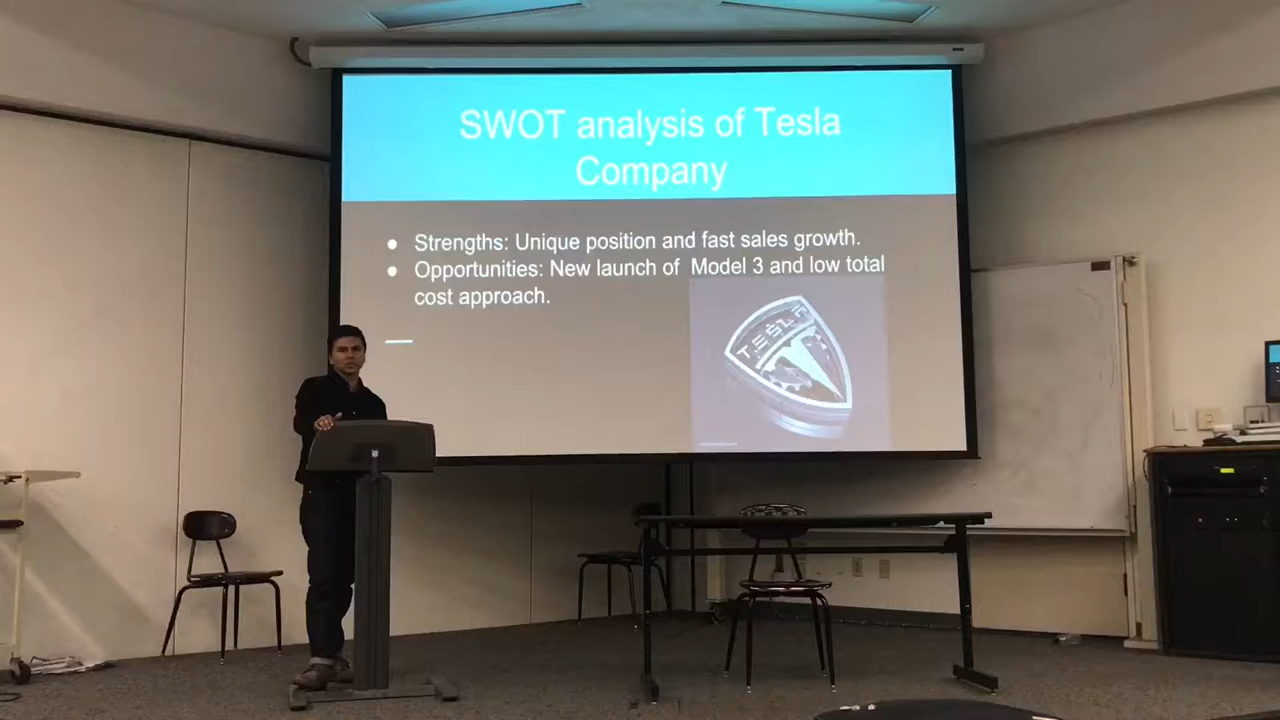 SWOT analysis of Tesla
Company
● Strengths: Unique position and fast sales growth.
● Opportunities: New launch of Model 3 and low total
cost approach.
TESLA